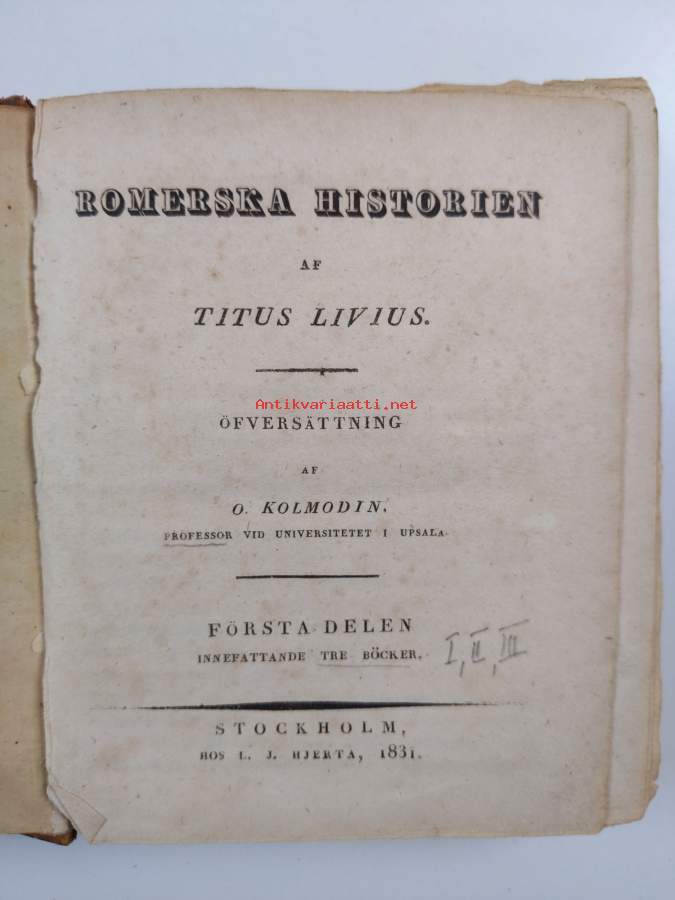 ROMERSKA HISTORIEN
AF
TITUS LIVIUS.
Antikvariaatti.net
ÖFVERSÄTTNING
AF
O. KOLMODIN,
PROFESSOR VID UNIVERSITETET I UPSALA.
FÖRSTA DELEN
INNEFATTANDE TRE BÖCKER. I, II, III
STOCKHOLM,
HOS L. J. HJERTA, 1831.